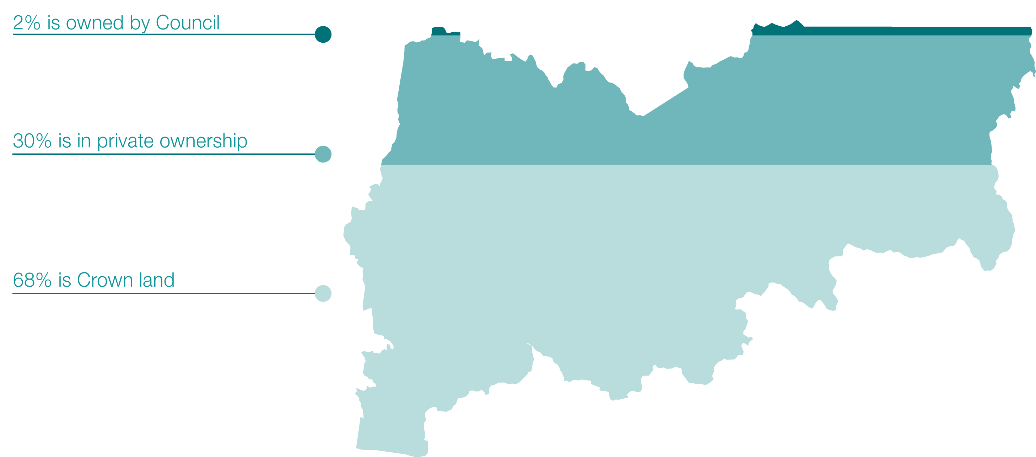 2% is owned by Council
30% is in private ownership
68% is Crown land